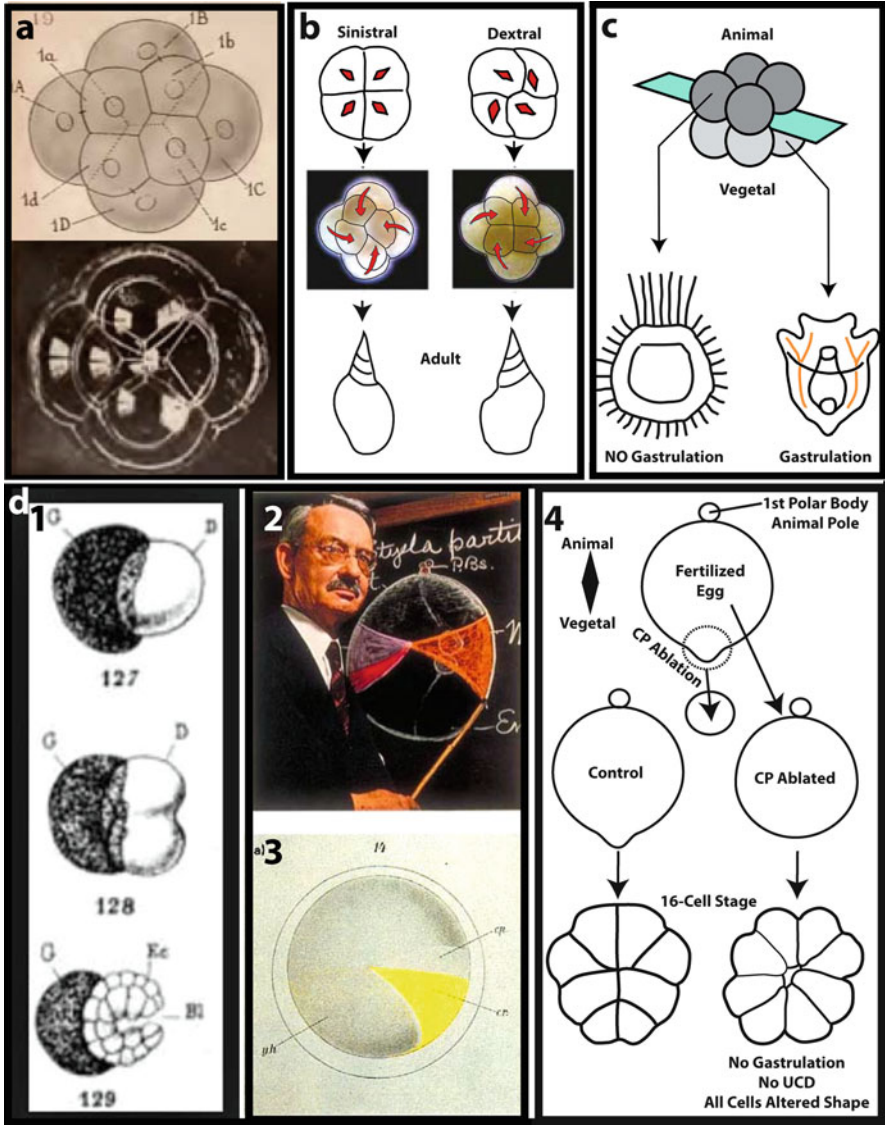 a
19
1B
1b
1a
1d
1C
1D
1c
b
Sinistral
Dextral
Adult
c
Animal
Vegetal
NO Gastrulation
Gastrulation
d
1
G
D
127
G
D
128
G
Ec
Bl
129
2
P.Bs.
3
a)
cp.
cr.
y.h
4
1st Polar Body
Animal Pole
Animal
Vegetal
Fertilized
Egg
CP Ablation
Control
CP Ablated
16-Cell Stage
No Gastrulation
No UCD
All Cells Altered Shape